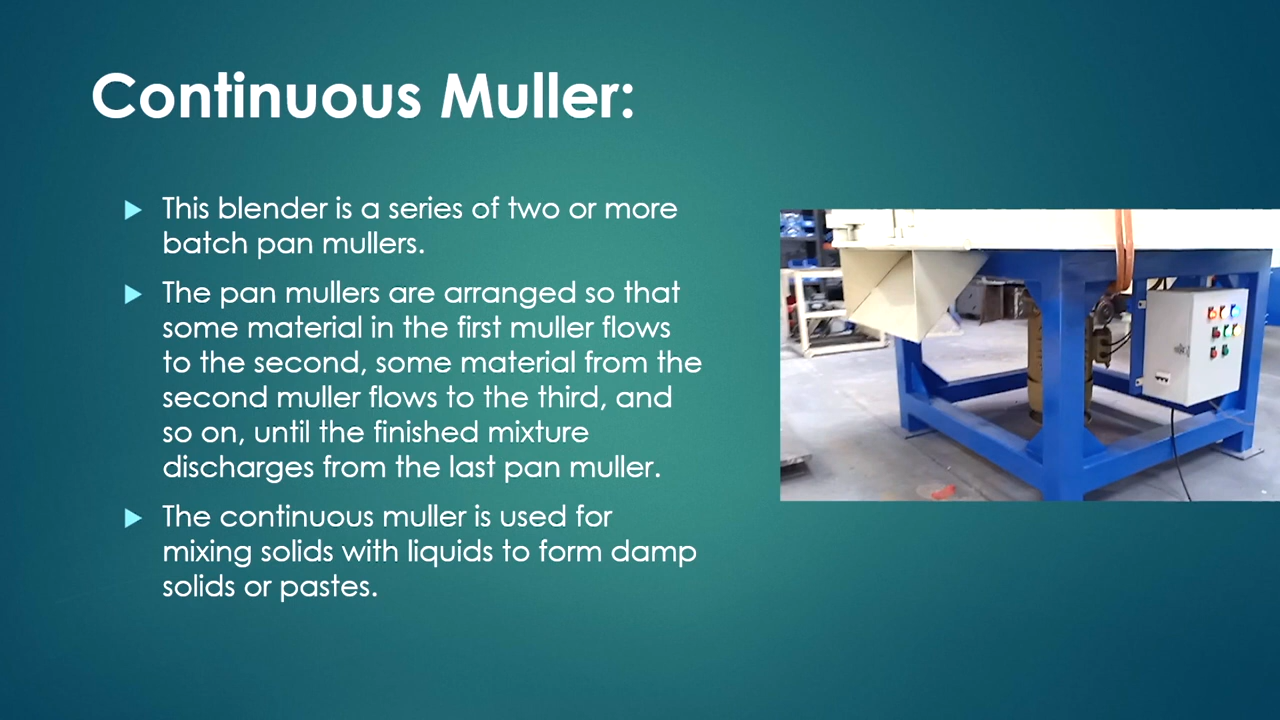 Continuous Muller:
This blender is a series of two or more
batch pan mullers.
The pan mullers are arranged so that
some material in the first muller flows
to the second, some material from the
second muller flows to the third, and
so on, until the finished mixture
discharges from the last pan muller.
The continuous muller is used for
mixing solids with liquids to form damp
solids or pastes.